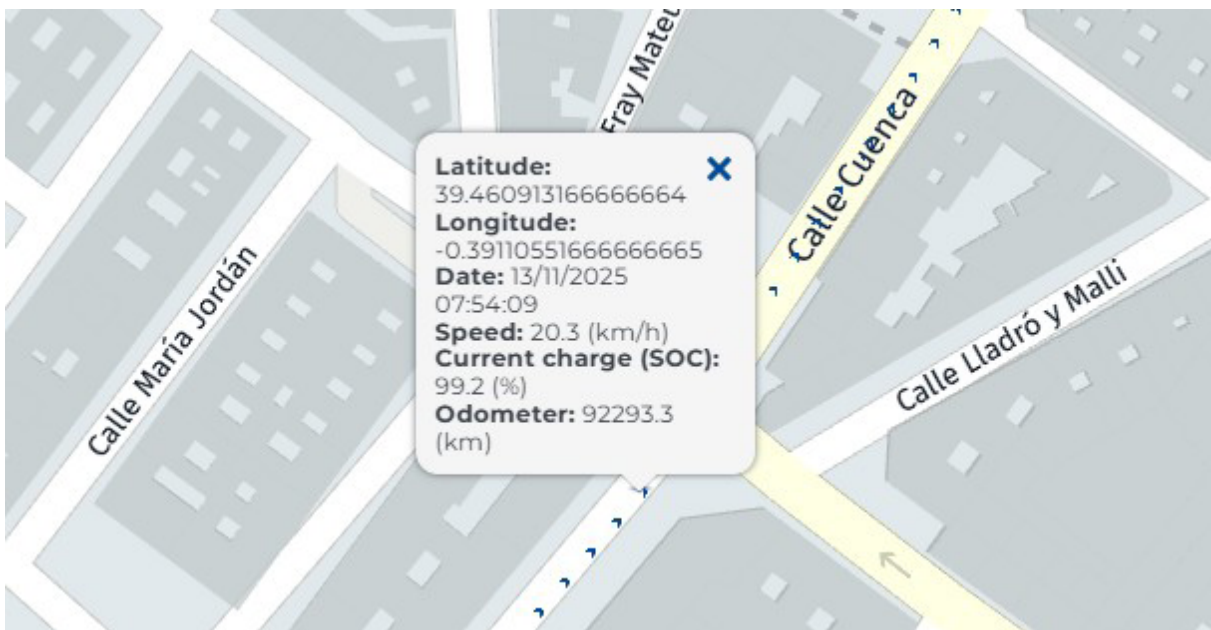 Fray Mateu
Calle Cuenca
Latitude:
39.460913166666664
Longitude:
-0.39110551666666665
Date: 13/11/2025
07:54:09
Speed: 20.3 (km/h)
Current charge (SOC):
99.2 (%)
Odometer: 92293.3
(km)
Calle María Jordán
Calle Lladró y Malli